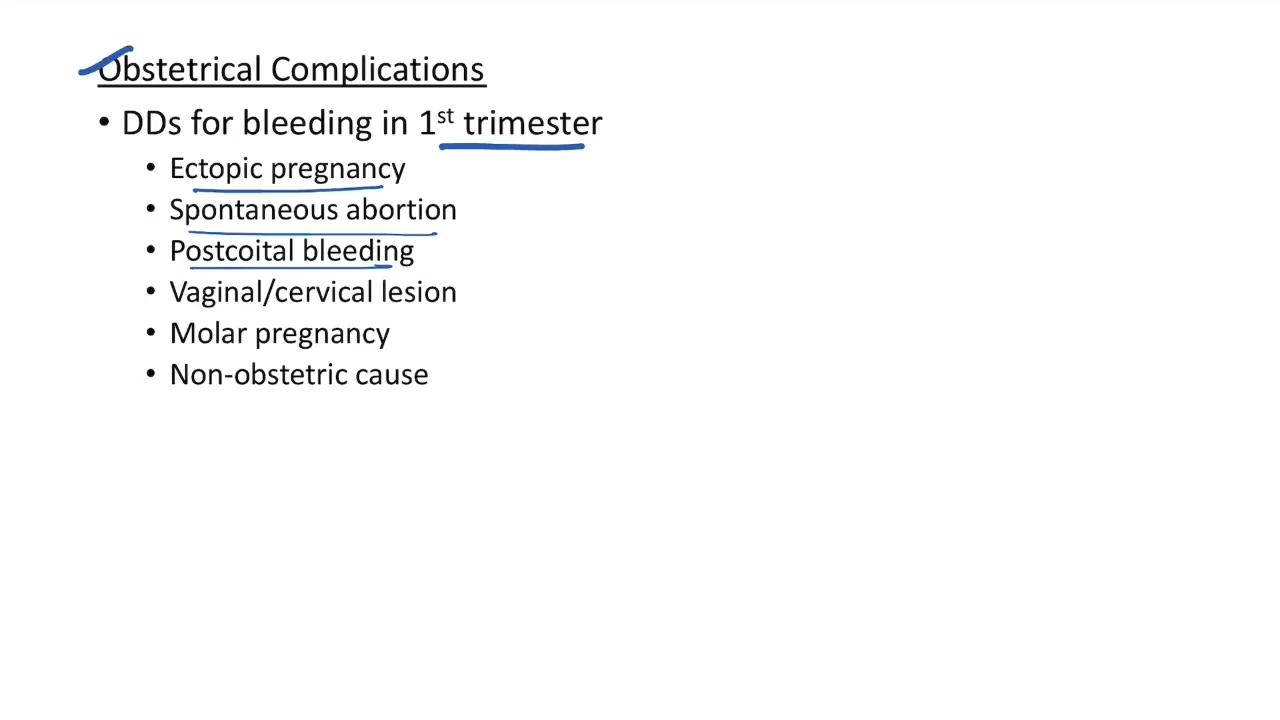 Obstetrical Complications
• DDs for bleeding in 1st trimester
• Ectopic pregnancy
• Spontaneous abortion
• Postcoital bleeding
• Vaginal/cervical lesion
• Molar pregnancy
• Non-obstetric cause